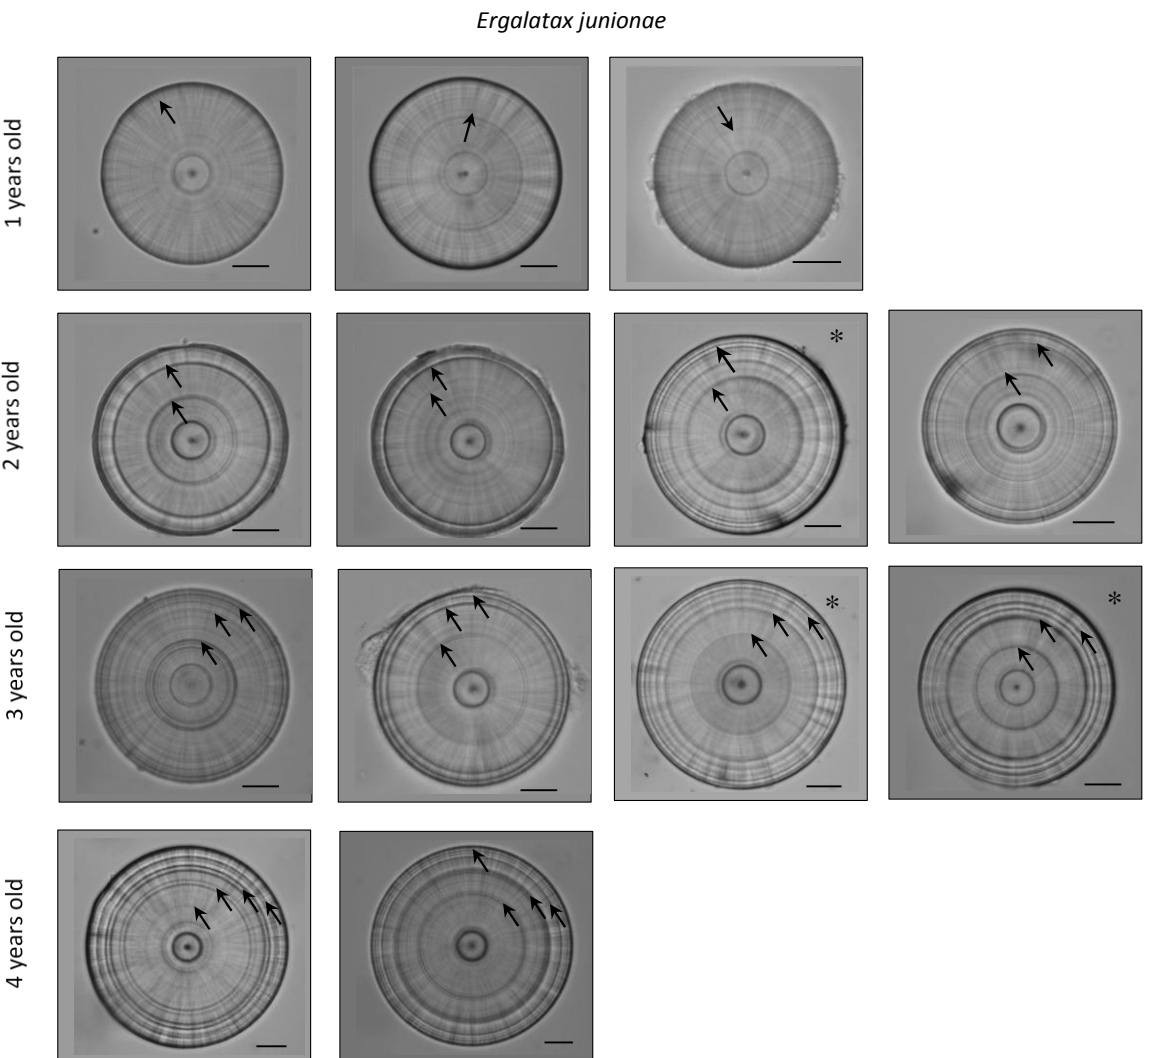 Ergalatax junionae
1 years old
2 years old
*
3 years old
*
*
4 years old